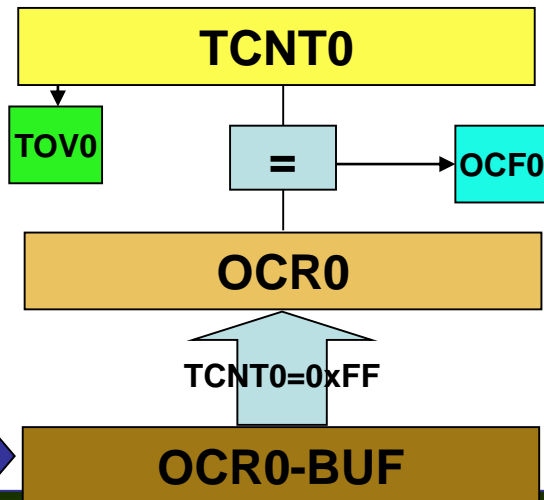 TCNT0
TOV0
=
OCF0
OCR0
TCNT0=0xFF
OCR0-BUF